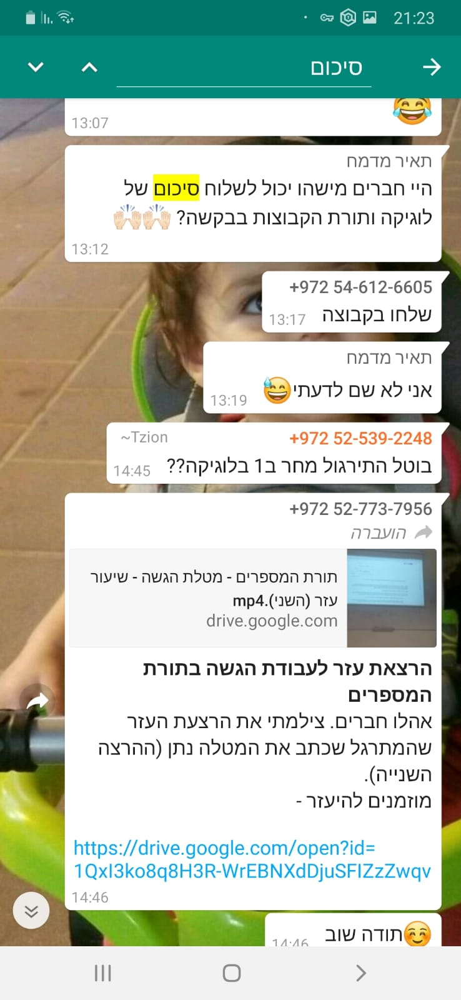 21:23
סיכום
13:07
תאיר מדמח
היי חברים מישהו יכול לשלוח סיכום של
לוגיקה ותורת הקבוצות בבקשה?
13:12
+972 54-612-6605
שלחו בקבוצה
13:17
תאיר מדמח
אני לא שם לדעתי
13:19
+972 52-539-2248
~Tzion
בוטל התירגול מחר ב1 בלוגיקה??
14:45
+972 52-773-7956
הועברה
תורת המספרים - מטלת הגשה - שיעור
עזר (השני).mp4
drive.google.com
הרצאת עזר לעבודת הגשה בתורת
המספרים
אהלו חברים. צילמתי את הרצעת העזר
שהמתרגל שכתב את המטלה נתן (ההרצה
השנייה).
מוזמנים להיעזר -
https://drive.google.com/open?id=
1QxI3ko8q8H3R-WrEBNXdDjuSFIZzZwqv
14:46
תודה שוב
14:46